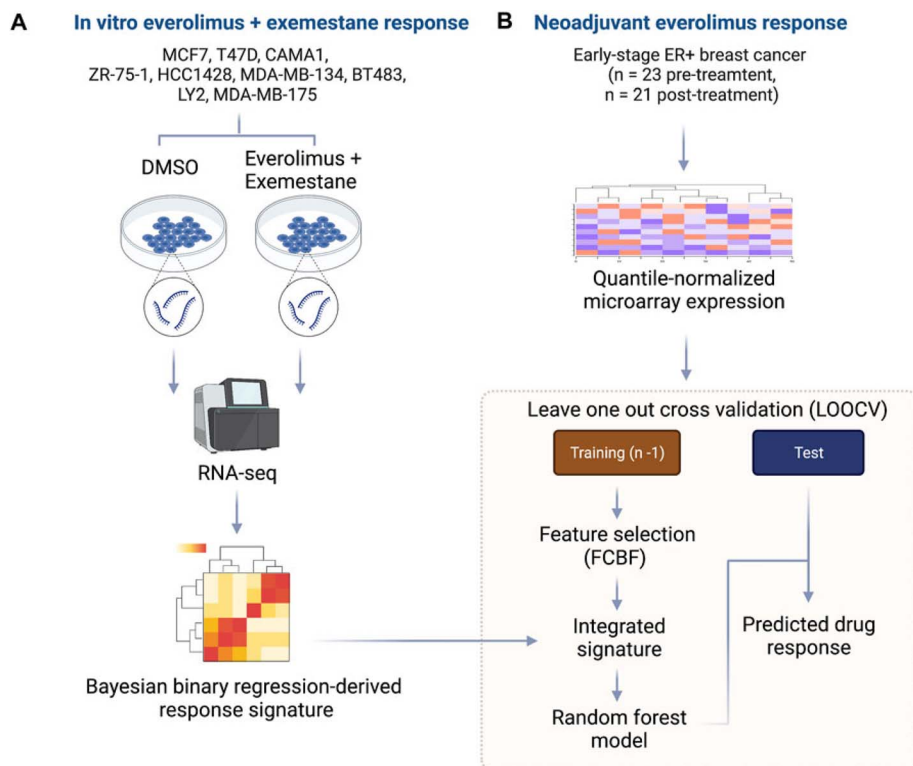 A
In vitro everolimus + exemestane response
MCF7, T47D, CAMA1,
ZR-75-1, HCC1428, MDA-MB-134, BT483,
LY2, MDA-MB-175
DMSO
Everolimus +
Exemestane
RNA-seq
Bayesian binary regression-derived
response signature
B
Neoadjuvant everolimus response
Early-stage ER+ breast cancer
(n = 23 pre-treamtent,
n = 21 post-treatment)
Quantile-normalized
microarray expression
Leave one out cross validation (LOOCV)
Training (n -1)
Test
Feature selection
(FCBF)
Integrated
signature
Random forest
model
Predicted drug
response